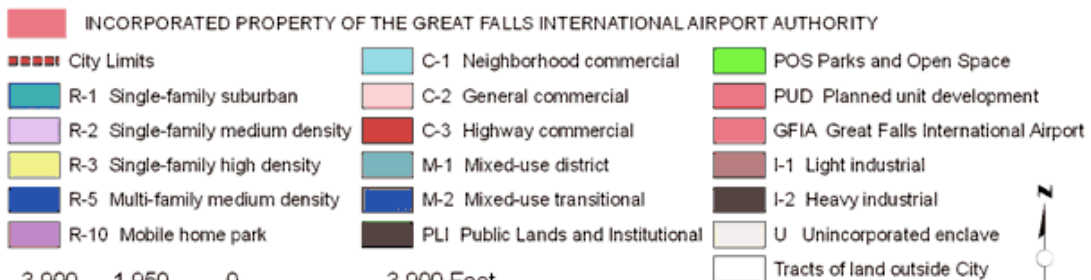 INCORPORATED PROPERTY OF THE GREAT FALLS INTERNATIONAL AIRPORT AUTHORITY
City Limits
R-1 Single-family suburban
R-2 Single-family medium density
R-3 Single-family high density
R-5 Multi-family medium density
R-10 Mobile home park
C-1 Neighborhood commercial
C-2 General commercial
C-3 Highway commercial
M-1 Mixed-use district
M-2 Mixed-use transitional
PLI Public Lands and Institutional
POS Parks and Open Space
PUD Planned unit development
GFIA Great Falls International Airport
I-1 Light industrial
I-2 Heavy industrial
U Unincorporated enclave
Tracts of land outside City
N
3,900 1,950 0 3,900 Feet